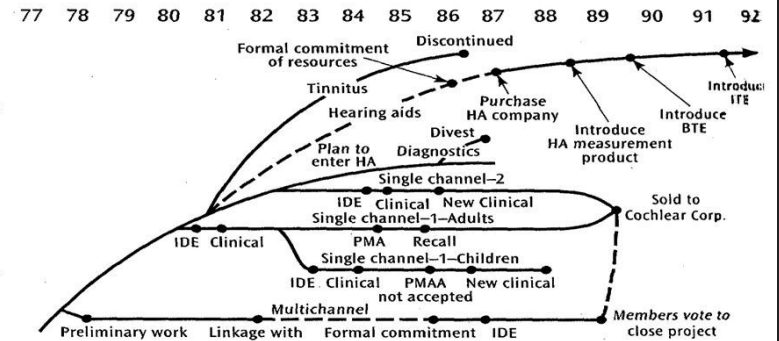 77 78 79 80 81 82 83 84 85 86 87 88 89 90 91 92
Formal commitment
of resources
Discontinued
Tinnitus
Hearing aids
Purchase
HA company
Introduce
HA measurement
product
Introduce
BTE
Introduc
ITE
Plan to
enter HA
Divest
Diagnostics
Single channel–2
IDE Clinical New Clinical
Sold to
Cochlear Corp.
Single channel–1–Adults
IDE Clinical PMA Recall
Single channel–1–Children
IDE Clinical PMAA New clinical
not accepted
Multichannel
Preliminary work Linkage with Formal commitment IDE
Members vote to
close project